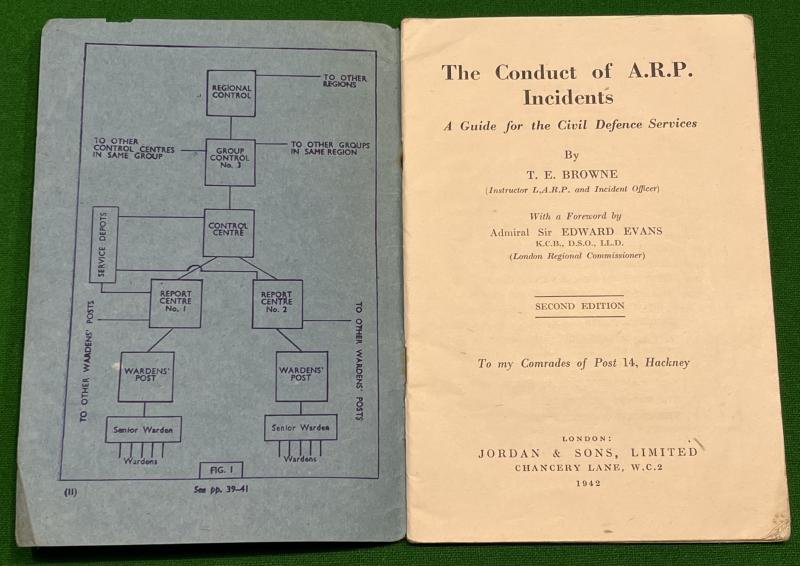 REGIONAL
CONTROL
TO OTHER
REGIONS
TO OTHER
CONTROL CENTRES
IN SAME GROUP
GROUP
CONTROL
No. 3
TO OTHER GROUPS
IN SAME REGION
CONTROL
CENTRE
SERVICE DEPOTS
REPORT
CENTRE
No. 1
REPORT
CENTRE
No. 2
TO OTHER WARDENS' POSTS
TO OTHER WARDENS' POSTS
WARDENS'
POST
WARDENS'
POST
Senior Warden
Senior Warden
Wardens
Wardens
FIG. 1
(11)
See pp. 39-41
The Conduct of A.R.P.
Incidents
A Guide for the Civil Defence Services
By
T. E. BROWNE
(Instructor L.A.R.P. and Incident Officer)
With a Foreword by
Admiral Sir EDWARD EVANS
K.C.B., D.S.O., LL.D.
(London Regional Commissioner)
SECOND EDITION
To my Comrades of Post 14, Hackney
LONDON:
JORDAN & SONS, LIMITED
CHANCERY LANE, W.C.2
1942